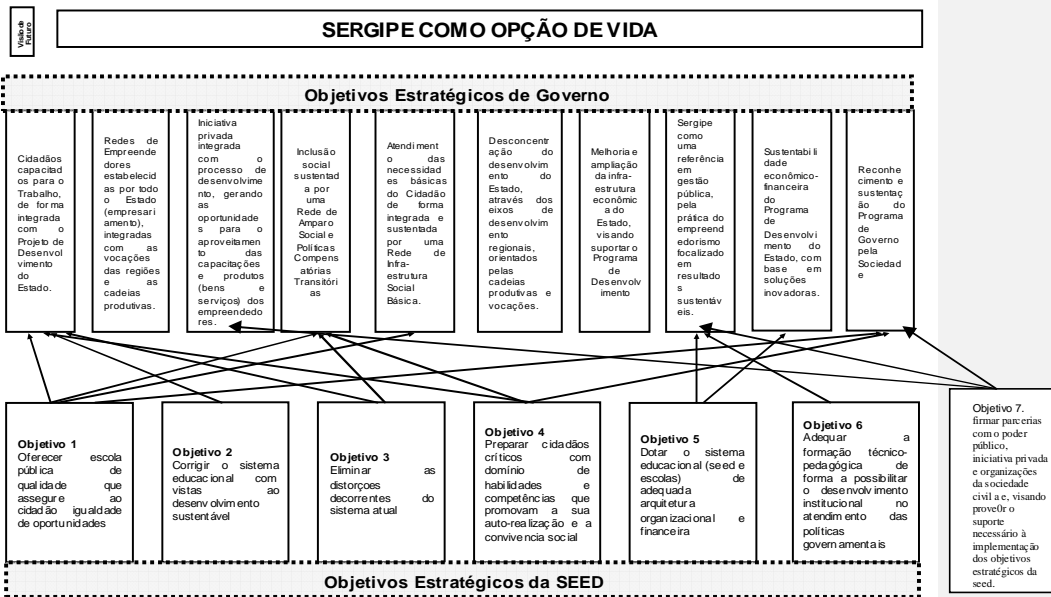 Visão de
Futuro
SERGIPE COMO OPÇÃO DE VIDA
Objetivos Estratégicos de Governo
Cidadãos
capacitad
os para o
Trabalho,
de forma
integrada
com o
Projeto de
Desenvol
vimento
do
Estado.
Redes de
Empreende
dores
estabelecid
as por todo
o Estado
(empresari
amento),
integradas
com as
vocações
das regiões
e as
cadeias
produtivas.
Iniciativa
privada
integrada
com o
processo de
desenvolvime
nto, gerando
as
oportunidade
s para o
aproveitamen
to das
capacitações
e produtos
(bens e
serviços) dos
empreendedo
res.
Inclusão
social
sustentad
a por
uma
Rede de
Amparo
Social e
Políticas
Compens
atórias
Transitóri
as
Atendiment
o das
necessidad
es básicas
do Cidadão
de forma
integrada e
sustentada
por uma
Rede de
Infra-
estrutura
Social
Básica.
Desconcentr
ação do
desenvolvim
ento do
Estado,
através dos
eixos de
desenvolvim
ento
regionais,
orientados
pelas
cadeias
produtivas e
vocações.
Melhoria e
ampliação
da infra-
estrutura
econômic
a do
Estado,
visando
suportar o
Programa
de
Desenvolv
imento
Sergipe
como
uma
referência
em
gestão
pública,
pela
prática do
empreend
edorismo
focalizado
em
resultado
s
sustentáv
eis.
Sustentabili
dade
econômico-
financeira
do
Programa
de
Desenvolvi
mento do
Estado, com
base em
soluções
inovadoras.
Reconhe
cimento e
sustentaç
ão do
Programa
de
Governo
pela
Sociedad
e
Objetivo 1
Oferecer escola
pública de
qualidade que
assegure ao
cidadão igualdade
de oportunidades
Objetivo 2
Corrigir o sistema
educacional com
vistas ao
desenvolvimento
sustentável
Objetivo 3
Eliminar as
distorçoes
decorrentes do
sistema atual
Objetivo 4
Preparar cidadãos
críticos com
domínio de
habilidades e
competências que
promovam a sua
auto-realização e a
convivencia social
Objetivo 5
Dotar o sistema
educacional (seed e
escolas) de
adequada
arquitetura
organizacional e
financeira
Objetivo 6
Adequar a
formação técnico-
pedagógica de
forma a possibilitar
o desenvolvimento
institucional no
atendimento das
políticas
governamentais
Objetivo 7.
firmar parcerias
com o poder
público,
iniciativa privada
e organizações
da sociedade
civil a e, visando
prove0r o
suporte
necessário à
implementação
dos objetivos
estratégicos da
seed.
Objetivos Estratégicos da SEED